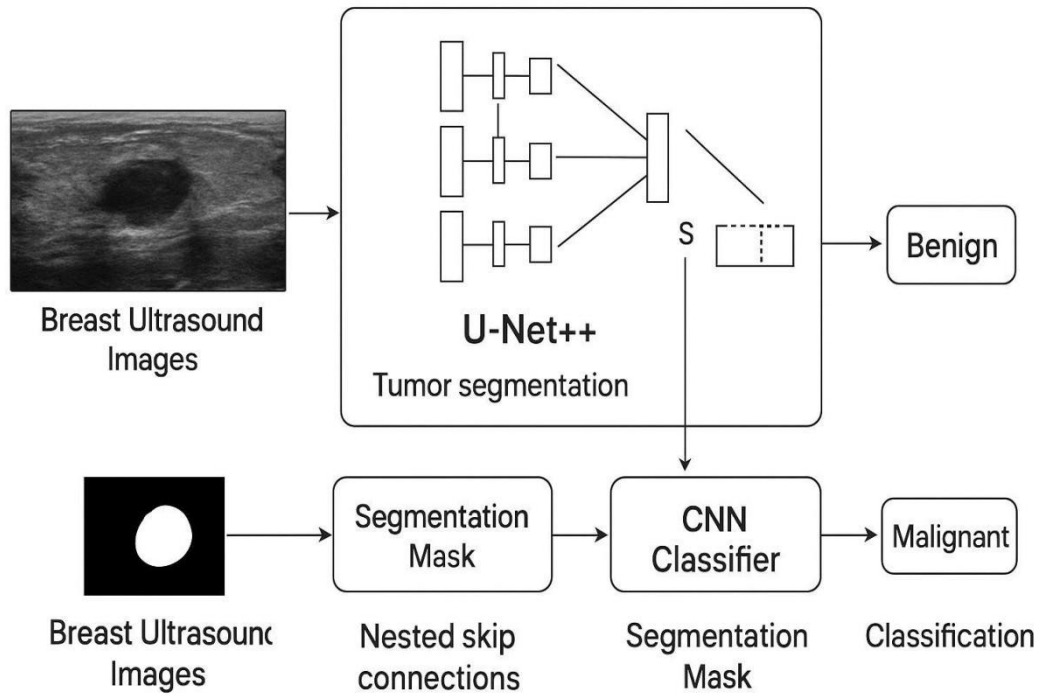 Breast Ultrasound
Images
S
U-Net++
Tumor segmentation
Benign
Segmentation
Mask
CNN
Classifier
Malignant
Breast Ultrasound
Images
Nested skip
connections
Segmentation
Mask
Classification